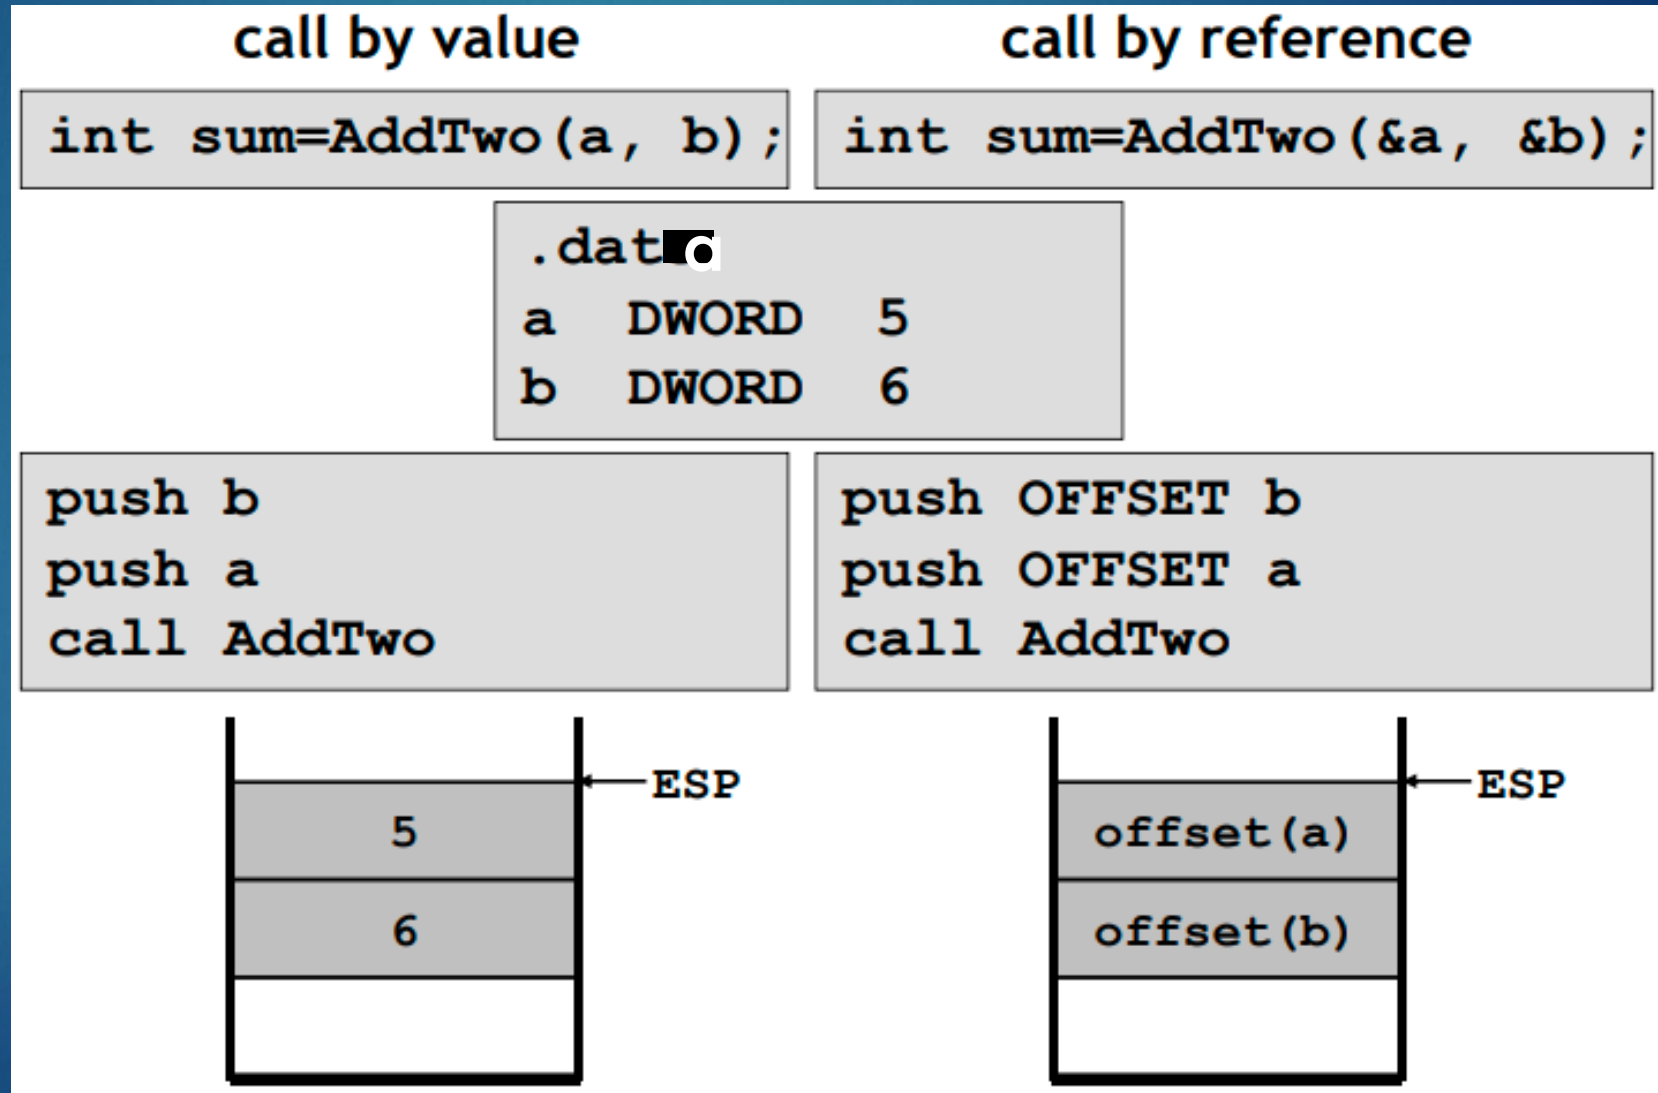 call by value
call by reference
int sum=AddTwo(a, b);
int sum=AddTwo(&a, &b);
.data
a DWORD 5
b DWORD 6
push b
push a
call AddTwo
push OFFSET b
push OFFSET a
call AddTwo
ESP
5
6
ESP
offset(a)
offset(b)